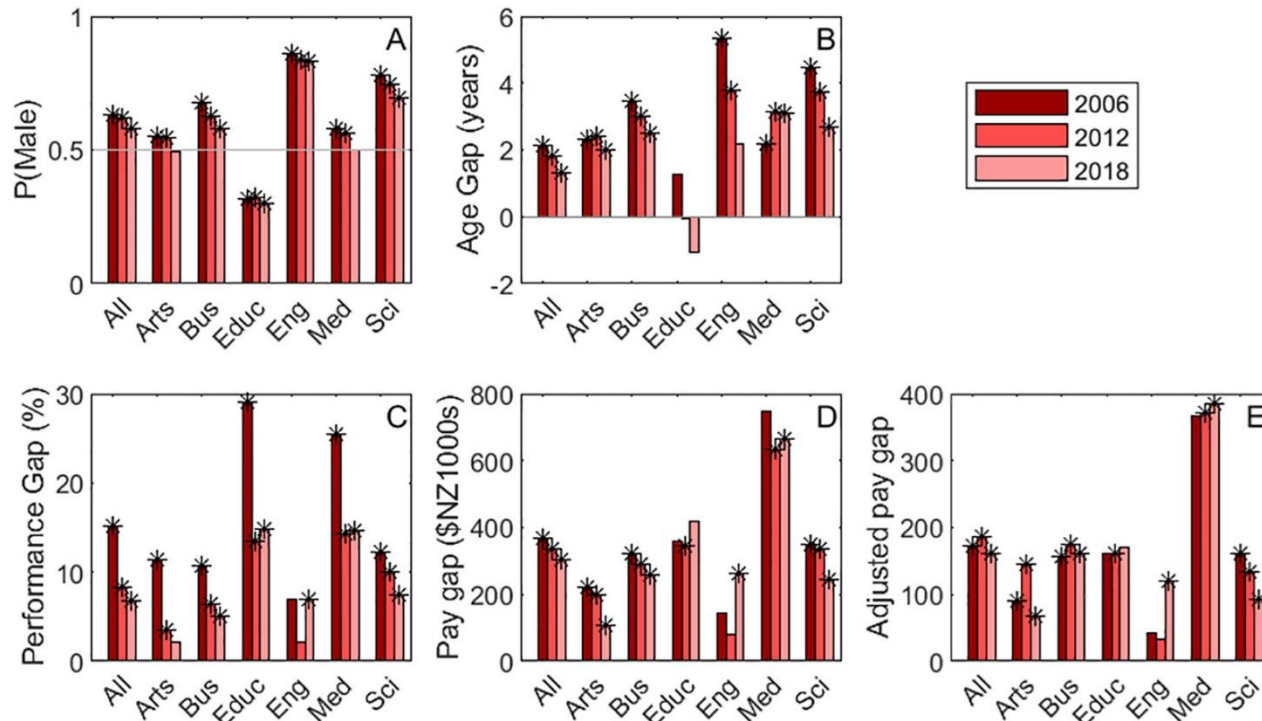 A
P(Male)
1
0.5
0
All Arts Bus Educ Eng Med Sci
B
Age Gap (years)
6
4
2
0
-2
All Arts Bus Educ Eng Med Sci
2006
2012
2018
C
Performance Gap (%)
30
20
10
0
All Arts Bus Educ Eng Med Sci
D
Pay gap ($NZ1000s)
800
600
400
200
0
All Arts Bus Educ Eng Med Sci
E
Adjusted pay gap
400
300
200
100
0
All Arts Bus Educ Eng Med Sci